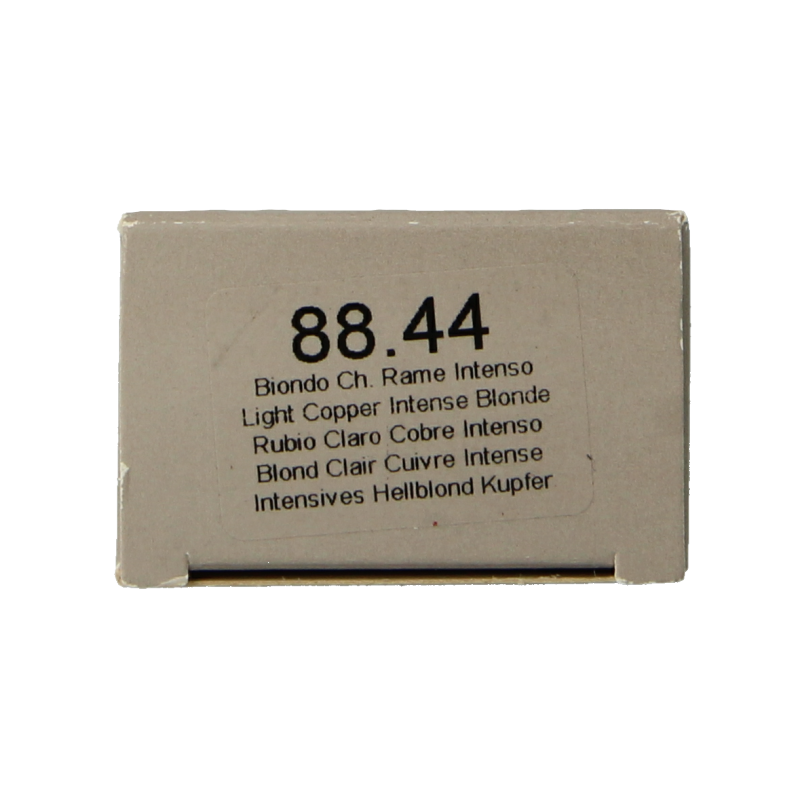 88.44
Biondo Ch. Rame Intenso
Light Copper Intense Blonde
Rubio Claro Cobre Intenso
Blond Clair Cuivre Intense
Intensives Hellblond Kupfer